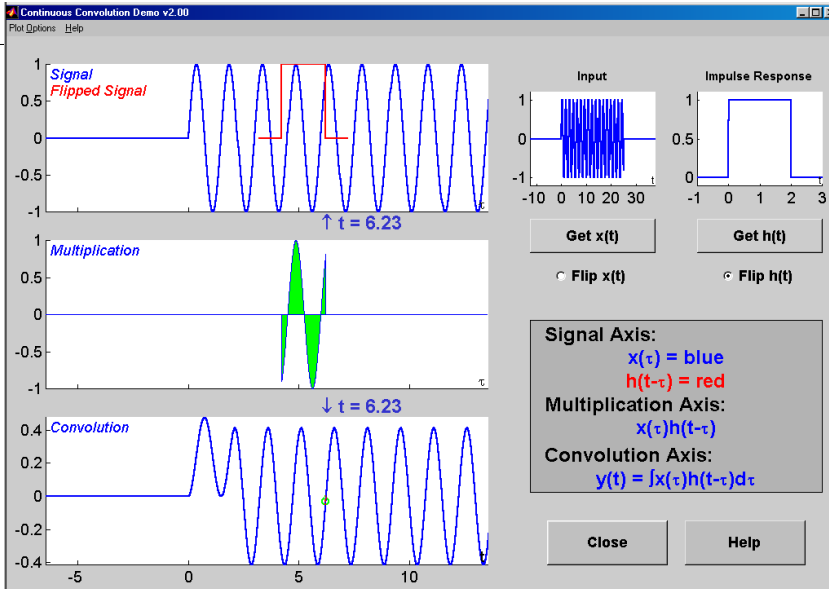 Continuous Convolution Demo v2.00
Plot Options Help
Signal
Flipped Signal
1
0.5
0
-0.5
-1
τ
↑ t = 6.23
Multiplication
1
0.5
0
-0.5
-1
τ
↓ t = 6.23
Convolution
0.4
0.2
0
-0.2
-0.4
t
-5 0 5 10
Input
1
0
-1
t
-10 0 10 20 30
Impulse Response
1
0.5
0
t
-1 0 1 2 3
Get x(t)
Get h(t)
Flip x(t)
Flip h(t)
Signal Axis:
x(τ) = blue
h(t-τ) = red
Multiplication Axis:
x(τ)h(t-τ)
Convolution Axis:
y(t) = ∫x(τ)h(t-τ)dτ
Close
Help